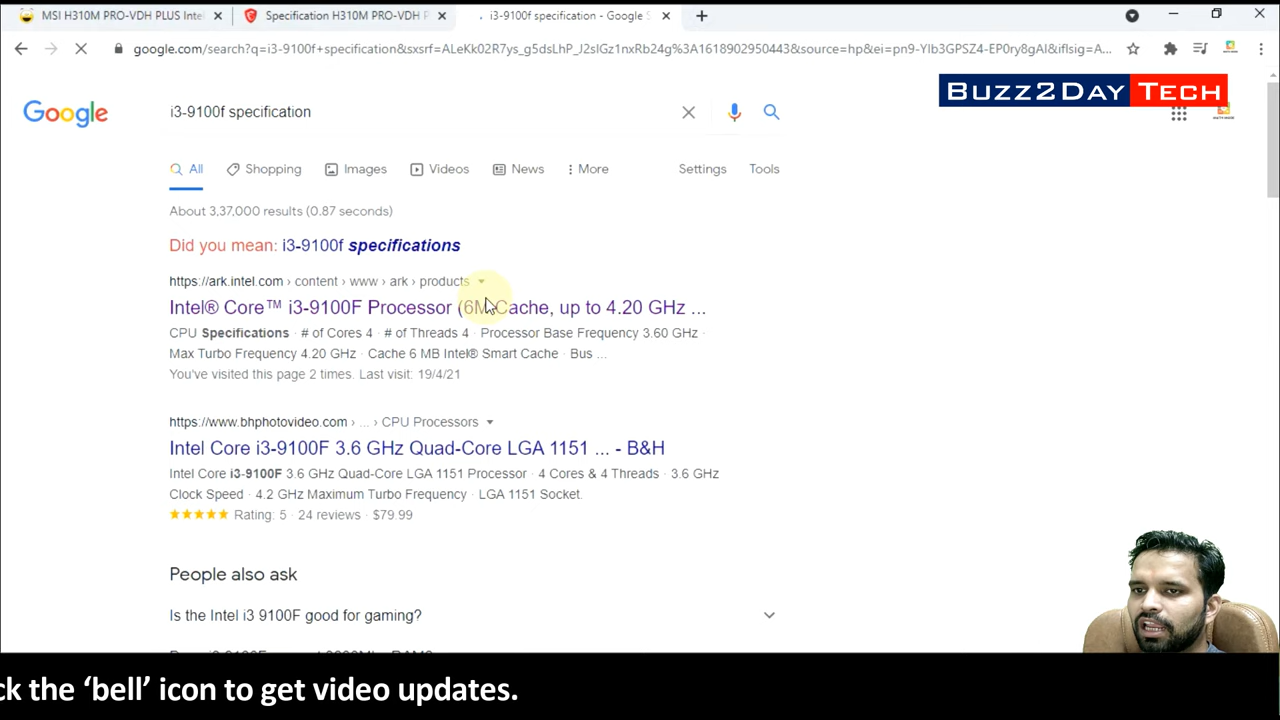 MSI H310M PRO-VDH PLUS Intel
Specification H310M PRO-VDH P
i3-9100f specification - Google S
google.com/search?q=i3-9100f+specification&sxsrf=ALeKk02R7ys_g5dsLhP_J2slGz1nxRb24g%3A1618902950443&source=hp&ei=pn9-Ylb3GPSZ4-EP0ry8gAI&iflsig=A...
BUZZ2DAY TECH
Google
i3-9100f specification
All
Shopping
Images
Videos
News
More
Settings
Tools
About 3,37,000 results (0.87 seconds)
Did you mean: i3-9100f specifications
https://ark.intel.com › content › www › ark › products
Intel® Core™ i3-9100F Processor (6M Cache, up to 4.20 GHz ...
CPU Specifications · # of Cores 4 · # of Threads 4 · Processor Base Frequency 3.60 GHz ·
Max Turbo Frequency 4.20 GHz · Cache 6 MB Intel® Smart Cache · Bus ...
You've visited this page 2 times. Last visit: 19/4/21
https://www.bhphotovideo.com › ... › CPU Processors
Intel Core i3-9100F 3.6 GHz Quad-Core LGA 1151 ... - B&H
Intel Core i3-9100F 3.6 GHz Quad-Core LGA 1151 Processor · 4 Cores & 4 Threads · 3.6 GHz
Clock Speed · 4.2 GHz Maximum Turbo Frequency · LGA 1151 Socket.
Rating: 5 · 24 reviews · $79.99
People also ask
Is the Intel i3 9100F good for gaming?
ck the ‘bell’ icon to get video updates.